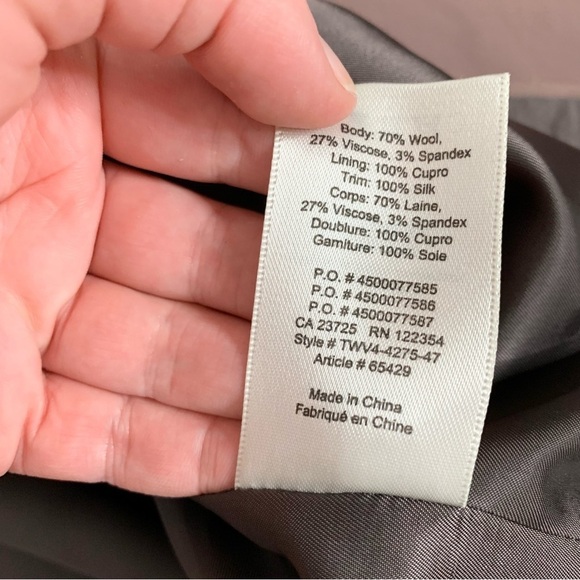 Body: 70% Wool,
27% Viscose, 3% Spandex
Lining: 100% Cupro
Trim: 100% Silk
Corps: 70% Laine,
27% Viscose, 3% Spandex
Doublure: 100% Cupro
Garniture: 100% Soie
P.O. # 4500077585
P.O. # 4500077586
P.O. # 4500077587
CA 23725 RN 122354
Style # TWV4-4275-47
Article # 65429
Made in China
Fabriqué en Chine